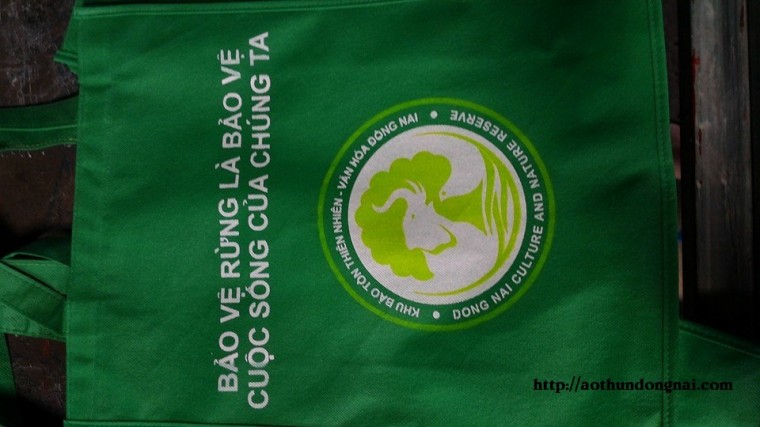 BẢO VỆ RỪNG LÀ BẢO VỆ
CUỘC SỐNG CỦA CHÚNG TA
KHU BẢO TỒN THIÊN NHIÊN - VĂN HÓA ĐỒNG NAI
DONG NAI CULTURE AND NATURE RESERVE
http://aothundongnai.com